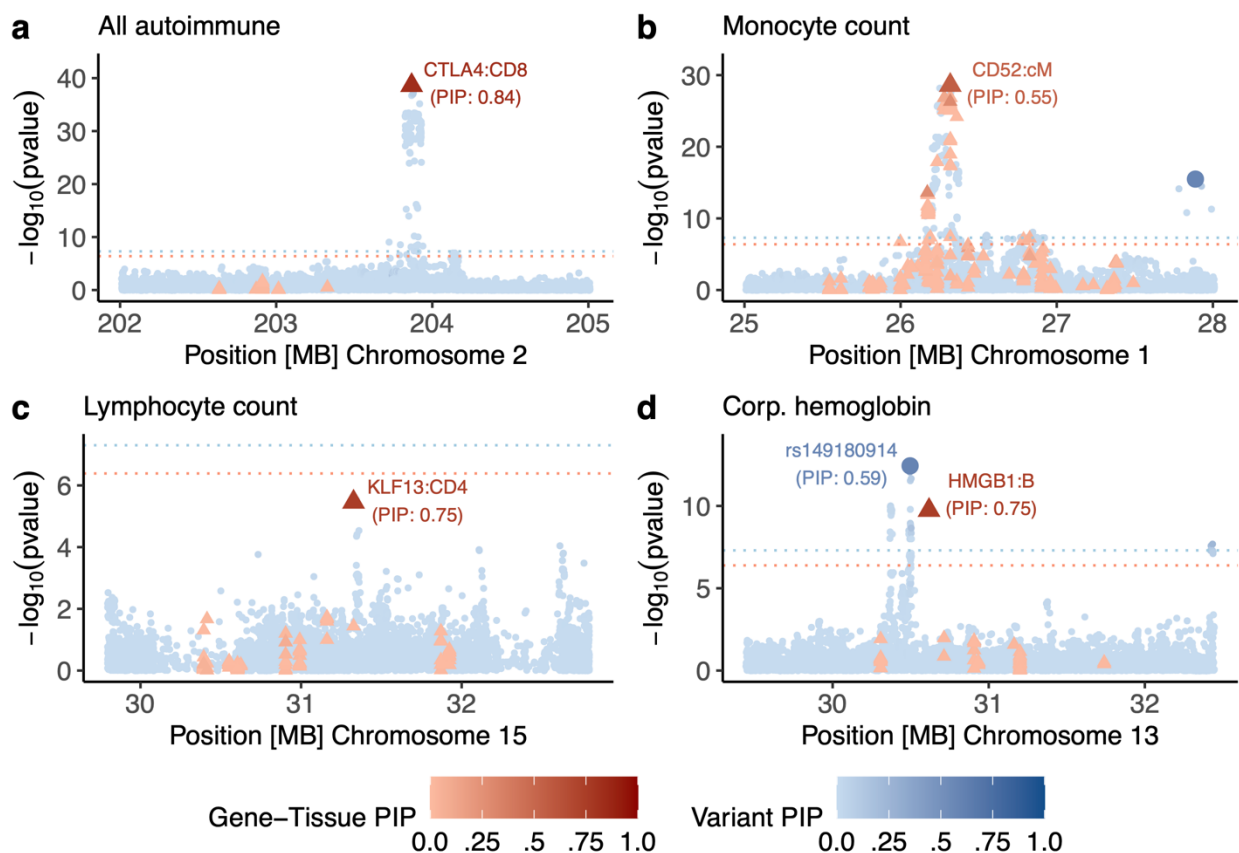 a All autoimmune
CTLA4:CD8
(PIP: 0.84)
40
30
20
10
0
−log10(pvalue)
202 203 204 205
Position [MB] Chromosome 2
b Monocyte count
CD52:cM
(PIP: 0.55)
30
20
10
0
−log10(pvalue)
25 26 27 28
Position [MB] Chromosome 1
c Lymphocyte count
KLF13:CD4
(PIP: 0.75)
6
4
2
0
−log10(pvalue)
30 31 32
Position [MB] Chromosome 15
d Corp. hemoglobin
rs149180914
(PIP: 0.59)
HMGB1:B
(PIP: 0.75)
10
5
0
−log10(pvalue)
30 31 32
Position [MB] Chromosome 13
Gene−Tissue PIP
0.0 .25 .5 .75 1.0
Variant PIP
0.0 .25 .5 .75 1.0